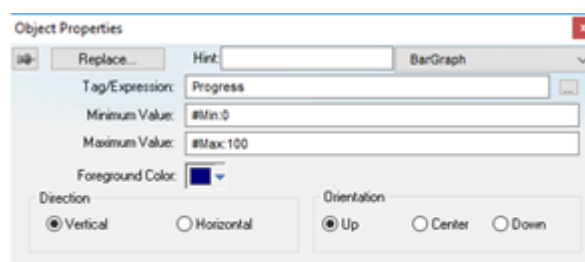 Object Properties
Replace... Hint: BarGraph
Tag/Expression: Progress ...
Minimum Value: #Min:0
Maximum Value: #Max:100
Foreground Color:
Direction Orientation
Vertical Horizontal Up Center Down